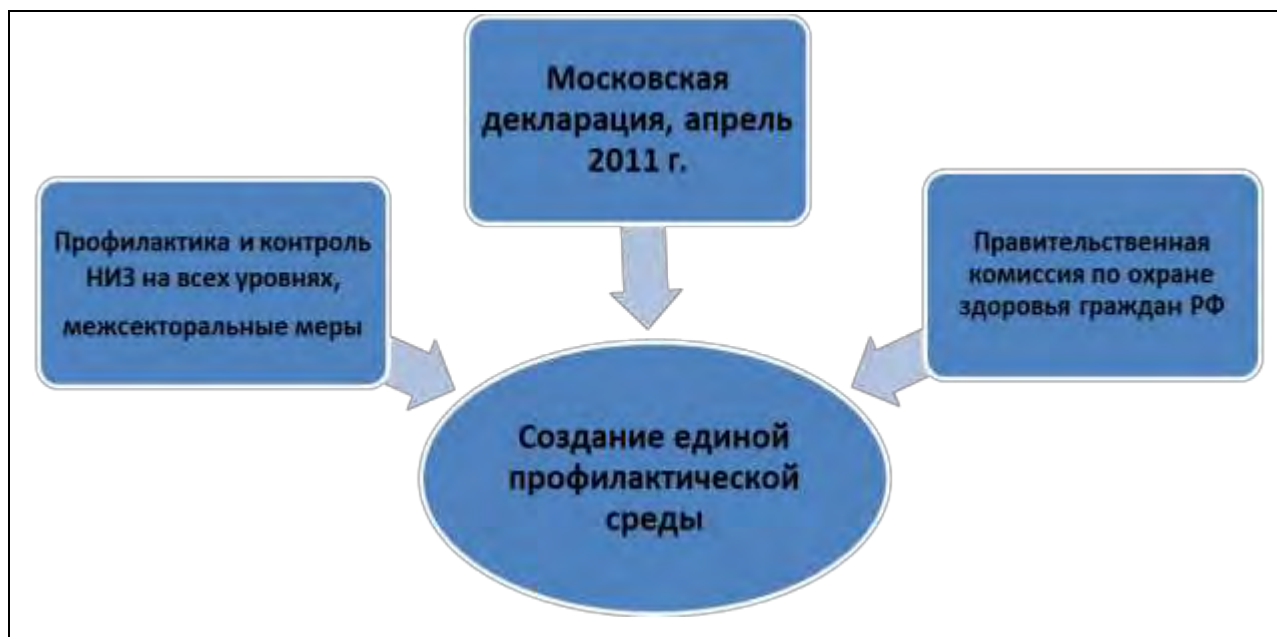 Московская
декларация, апрель
2011 г.
Профилактика и контроль
НИЗ на всех уровнях,
межсекторальные меры
Правительственная
комиссия по охране
здоровья граждан РФ
Создание единой
профилактической
среды